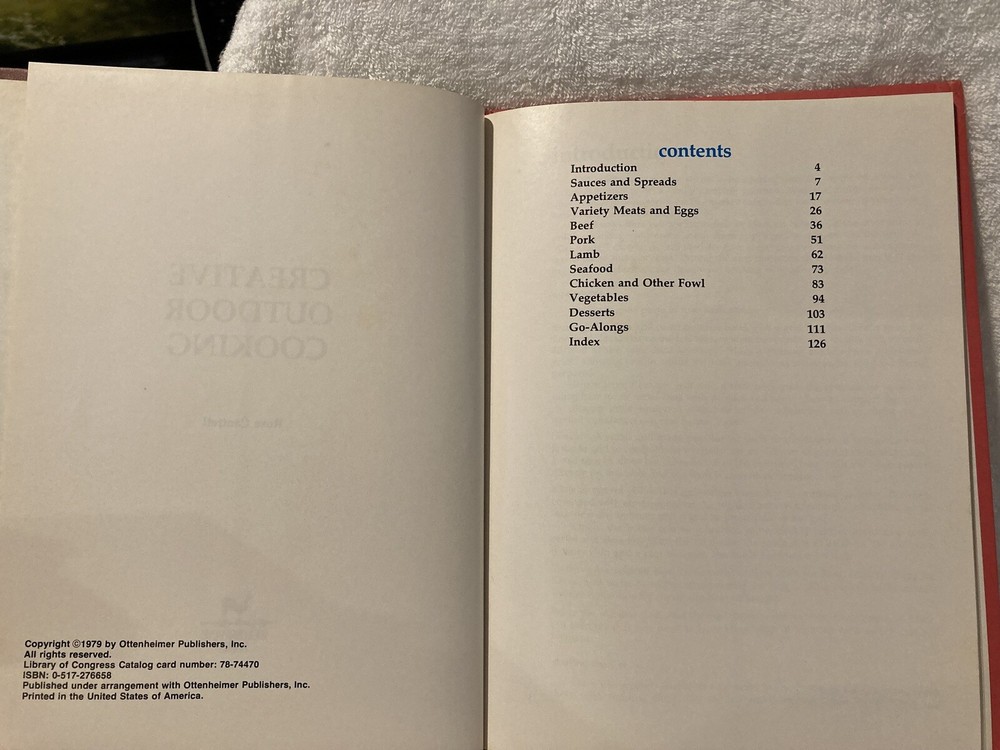 CREATIVE
OUTDOOR
COOKING
Copyright ©1979 by Ottenheimer Publishers, Inc.
All rights reserved.
Library of Congress Catalog card number: 78-74470
ISBN: 0-517-276658
Published under arrangement with Ottenheimer Publishers, Inc.
Printed in the United States of America.
contents
Introduction 4
Sauces and Spreads 7
Appetizers 17
Variety Meats and Eggs 26
Beef 36
Pork 51
Lamb 62
Seafood 73
Chicken and Other Fowl 83
Vegetables 94
Desserts 103
Go-Alongs 111
Index 126